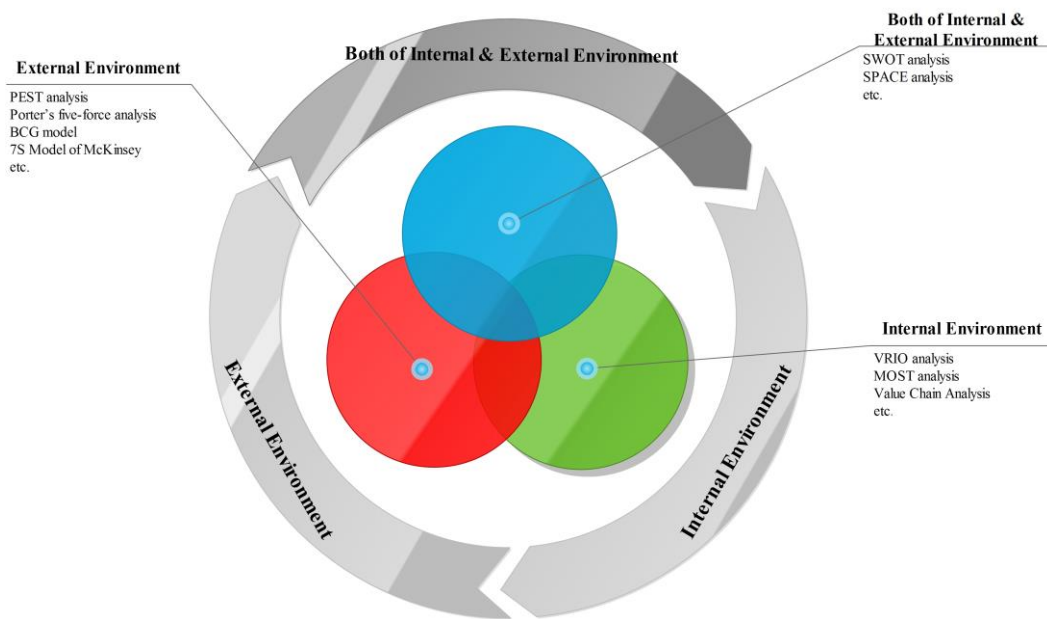 Both of Internal &
External Environment
SWOT analysis
SPACE analysis
etc.
Both of Internal & External Environment
External Environment
PEST analysis
Porter's five-force analysis
BCG model
7S Model of McKinsey
etc.
Internal Environment
VRIO analysis
MOST analysis
Value Chain Analysis
etc.
External Environment
Internal Environment